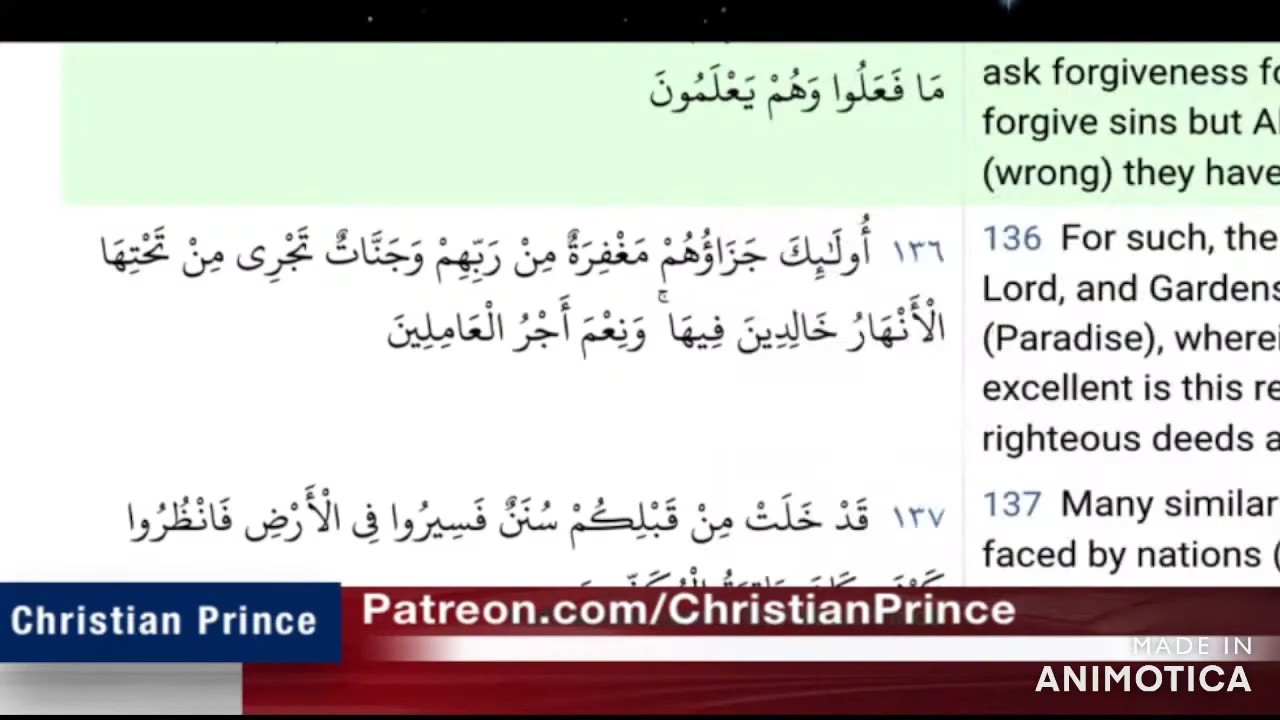 مَا فَعَلُوا وَهُمْ يَعْلَمُونَ
ask forgiveness fo
forgive sins but Al
(wrong) they have
١٣٦ أُولَٰئِكَ جَزَاؤُهُمْ مَغْفِرَةٌ مِنْ رَبِّهِمْ وَجَنَّاتٌ تَجْرِى مِنْ تَحْتِهَا
الْأَنْهَارُ خَالِدِينَ فِيهَا ۚ وَنِعْمَ أَجْرُ الْعَامِلِينَ
136 For such, the
Lord, and Gardens
(Paradise), wherei
excellent is this re
righteous deeds a
١٣٧ قَدْ خَلَتْ مِنْ قَبْلِكُمْ سُنَنٌ فَسِيرُوا فِى الْأَرْضِ فَانْظُرُوا
137 Many similar
faced by nations (
Christian Prince
Patreon.com/ChristianPrince
MADE IN
ANIMOTICA